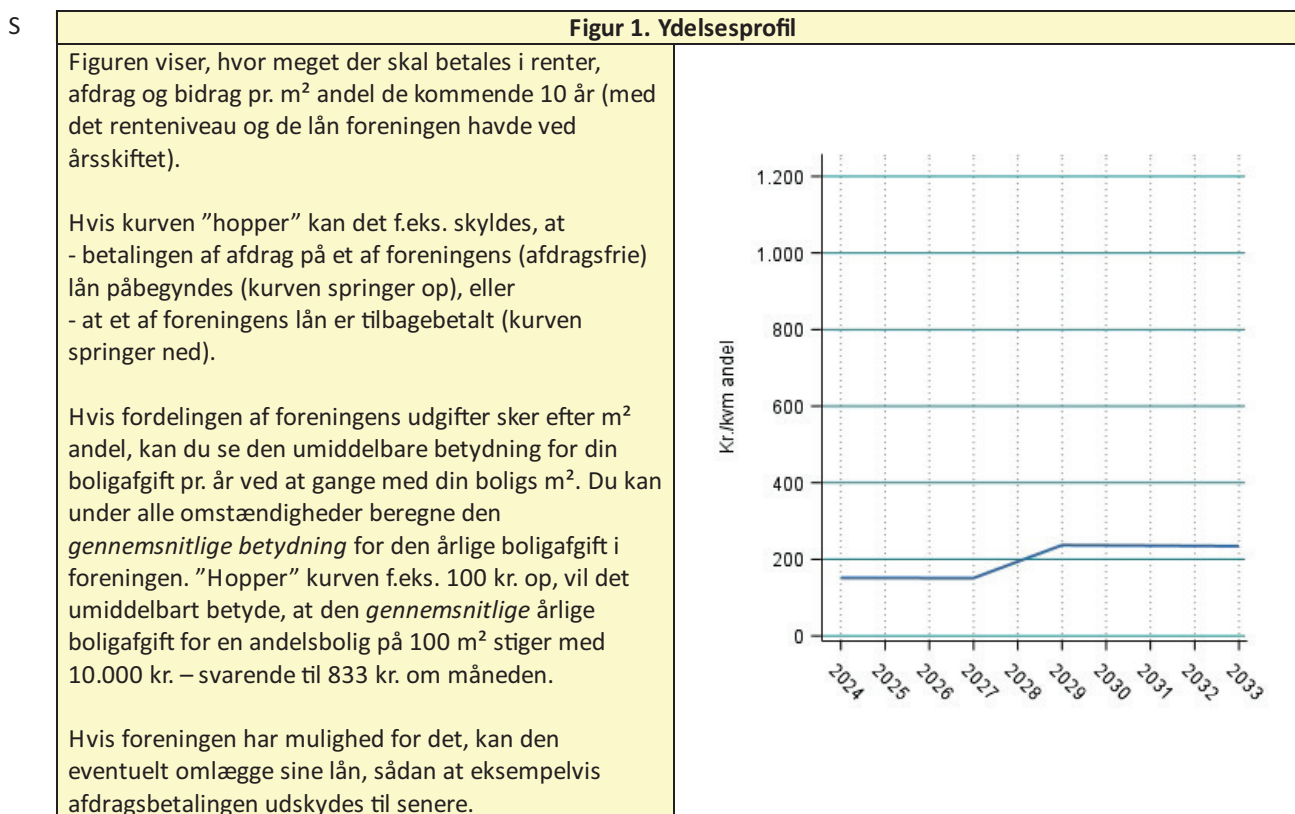 S
Figur 1. Ydelsesprofil
Figuren viser, hvor meget der skal betales i renter,
afdrag og bidrag pr. m² andel de kommende 10 år (med
det renteniveau og de lån foreningen havde ved
årsskiftet).
Hvis kurven ”hopper” kan det f.eks. skyldes, at
- betalingen af afdrag på et af foreningens (afdragsfrie)
lån påbegyndes (kurven springer op), eller
- at et af foreningens lån er tilbagebetalt (kurven
springer ned).
Hvis fordelingen af foreningens udgifter sker efter m²
andel, kan du se den umiddelbare betydning for din
boligafgift pr. år ved at gange med din boligs m². Du kan
under alle omstændigheder beregne den
gennemsnitlige betydning for den årlige boligafgift i
foreningen. ”Hopper” kurven f.eks. 100 kr. op, vil det
umiddelbart betyde, at den gennemsnitlige årlige
boligafgift for en andelsbolig på 100 m² stiger med
10.000 kr. – svarende til 833 kr. om måneden.
Hvis foreningen har mulighed for det, kan den
eventuelt omlægge sine lån, sådan at eksempelvis
afdragsbetalingen udskydes til senere.
Kr./kvm andel
1.200
1.000
800
600
400
200
0
2024 2025 2026 2027 2028 2029 2030 2031 2032 2033